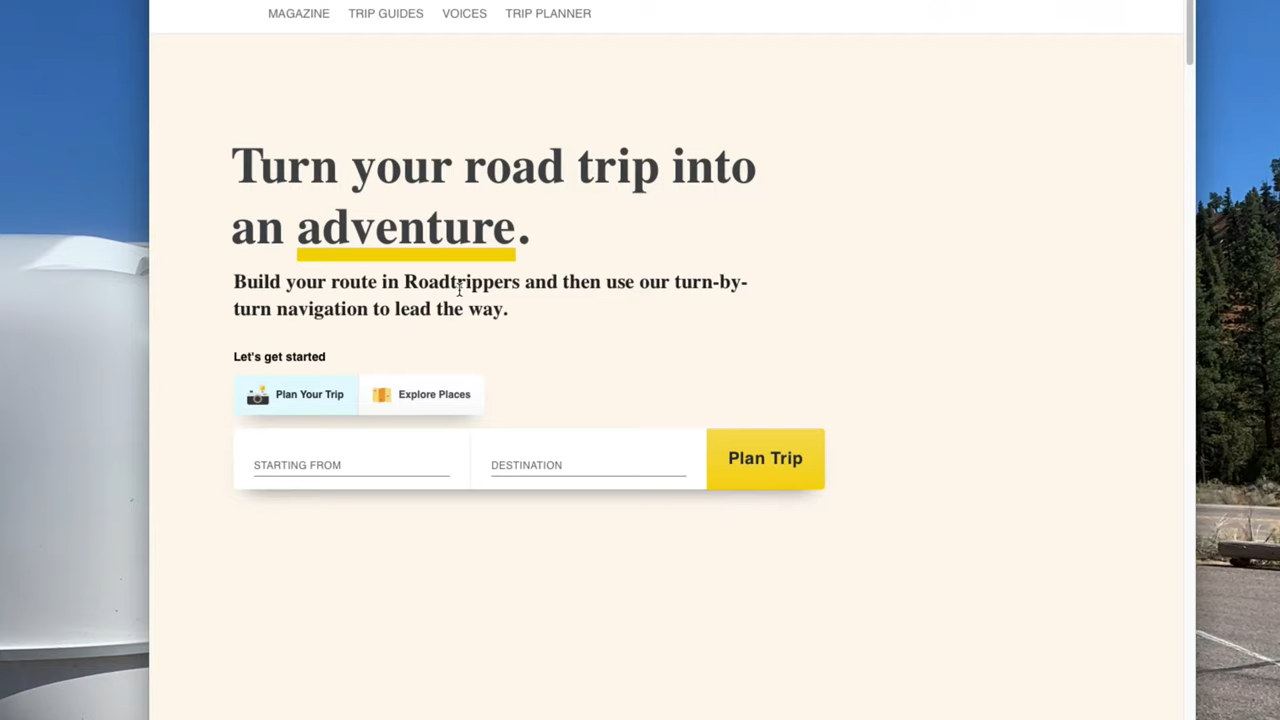 MAGAZINE TRIP GUIDES VOICES TRIP PLANNER
Turn your road trip into
an adventure.
Build your route in Roadtrippers and then use our turn-by-
turn navigation to lead the way.
Let's get started
Plan Your Trip Explore Places
STARTING FROM DESTINATION Plan Trip